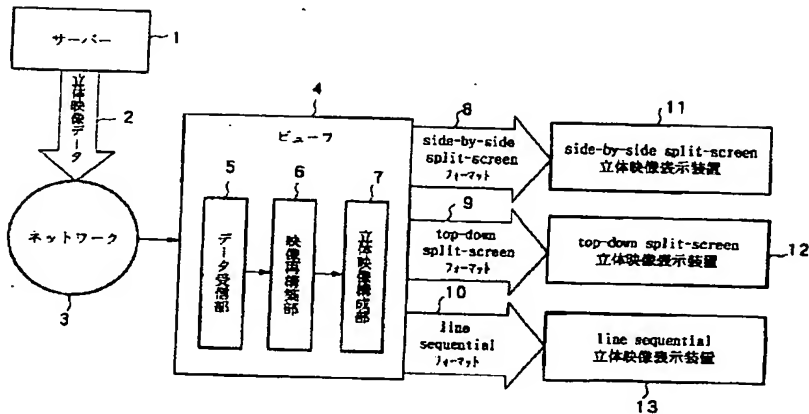 サーバー
1
立体映像データ
2
ネットワーク
3
4
ビューフ
5
データ受信部
6
映像再構築部
7
立体映像構成部
8
side-by-side
split-screen
フォーマット
9
top-down
split-screen
フォーマット
10
line
sequential
フォーマット
11
side-by-side split-screen
立体映像表示装置
top-down split-screen
立体映像表示装置
12
line sequential
立体映像表示装置
13